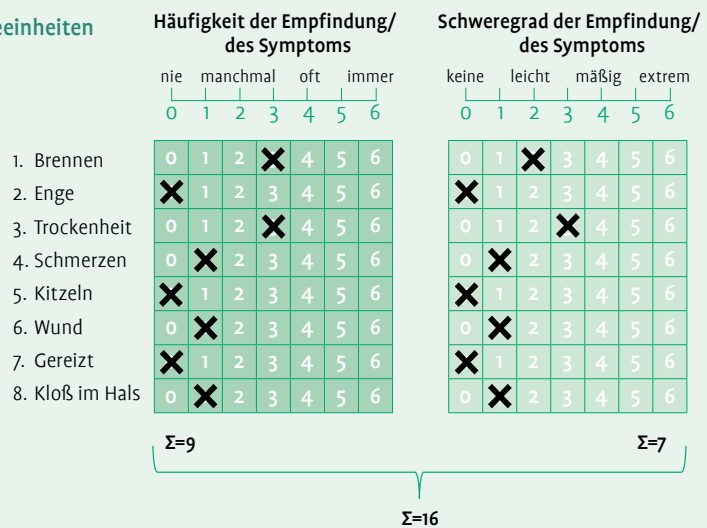 eeinheiten
Häufigkeit der Empfindung/
des Symptoms
Schweregrad der Empfindung/
des Symptoms
nie manchmal oft immer
keine leicht mäßig extrem
0 1 2 3 4 5 6
0 1 2 3 4 5 6
1. Brennen 0 1 2 4 5 6 0 1 3 4 5 6
2. Enge 1 2 3 4 5 6 1 2 3 4 5 6
3. Trockenheit 0 1 2 4 5 6 0 1 2 4 5 6
4. Schmerzen 0 2 3 4 5 6 0 2 3 4 5 6
5. Kitzeln 1 2 3 4 5 6 1 2 3 4 5 6
6. Wund 0 2 3 4 5 6 0 2 3 4 5 6
7. Gereizt 1 2 3 4 5 6 1 2 3 4 5 6
8. Kloß im Hals 0 2 3 4 5 6 0 2 3 4 5 6
Σ=9 Σ=7
Σ=16